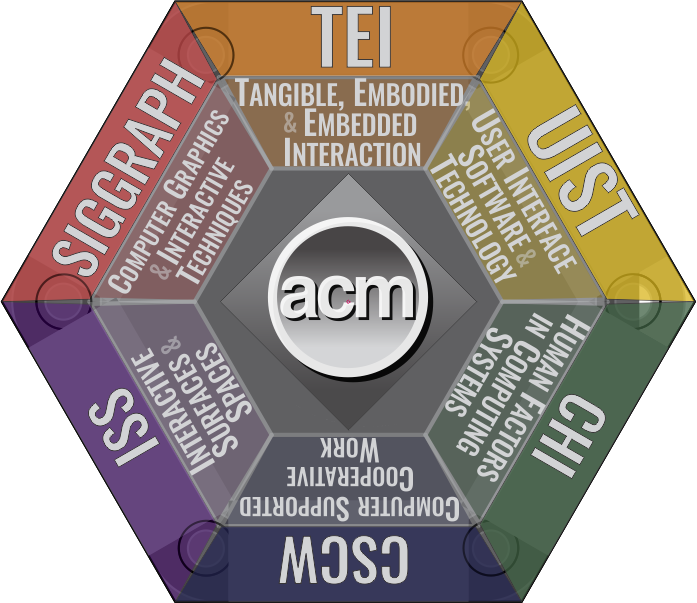 TEI
TANGIBLE, EMBODIED,
& EMBEDDED
INTERACTION
UIST
USER INTERFACE
SOFTWARE &
TECHNOLOGY
CHI
HUMAN FACTORS
IN COMPUTING
SYSTEMS
CSCW
COMPUTER SUPPORTED
COOPERATIVE
WORK
ISS
INTERACTIVE
SURFACES &
SPACES
SIGGRAPH
COMPUTER GRAPHICS
& INTERACTIVE
TECHNIQUES
acm